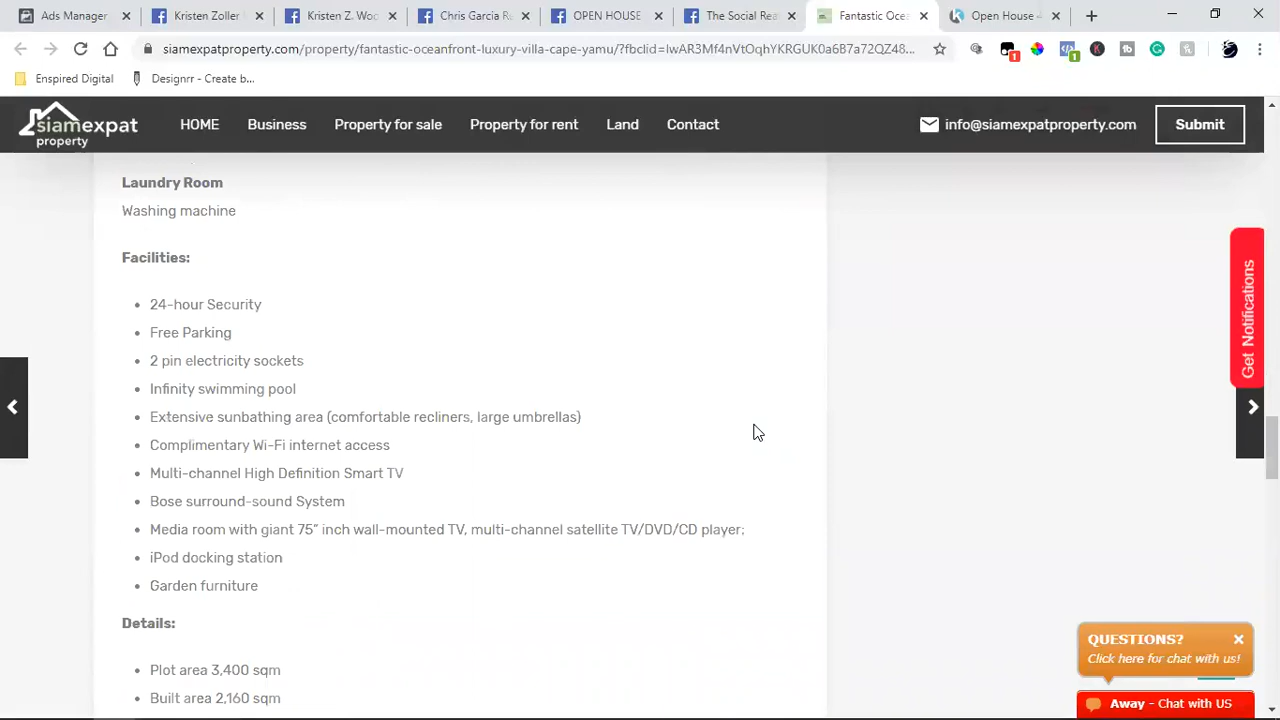 Ads Manager
Kristen Zoller
Kristen Z. Woo
Chris Garcia Re
OPEN HOUSE
The Social Rea
Fantastic Ocea
Open House
siamexpatproperty.com/property/fantastic-oceanfront-luxury-villa-cape-yamu/?fbclid=IwAR3Mf4nVtOqhYKRGUK0a6B7a72QZ48...
1
1
Enspired Digital
Designrr - Create b...
siamexpat
property
HOME
Business
Property for sale
Property for rent
Land
Contact
info@siamexpatproperty.com
Submit
Laundry Room
Washing machine
Facilities:
24-hour Security
Free Parking
2 pin electricity sockets
Infinity swimming pool
Extensive sunbathing area (comfortable recliners, large umbrellas)
Complimentary Wi-Fi internet access
Multi-channel High Definition Smart TV
Bose surround-sound System
Media room with giant 75” inch wall-mounted TV, multi-channel satellite TV/DVD/CD player;
iPod docking station
Garden furniture
Details:
Plot area 3,400 sqm
Built area 2,160 sqm
Get Notifications
QUESTIONS?
Click here for chat with us!
Away - Chat with US